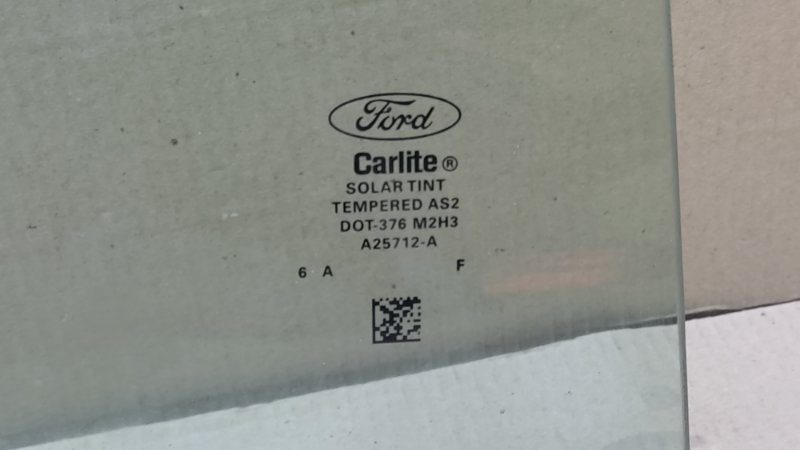 Ford
Carlite®
SOLAR TINT
TEMPERED AS2
DOT-376 M2H3
A25712-A
6 A F